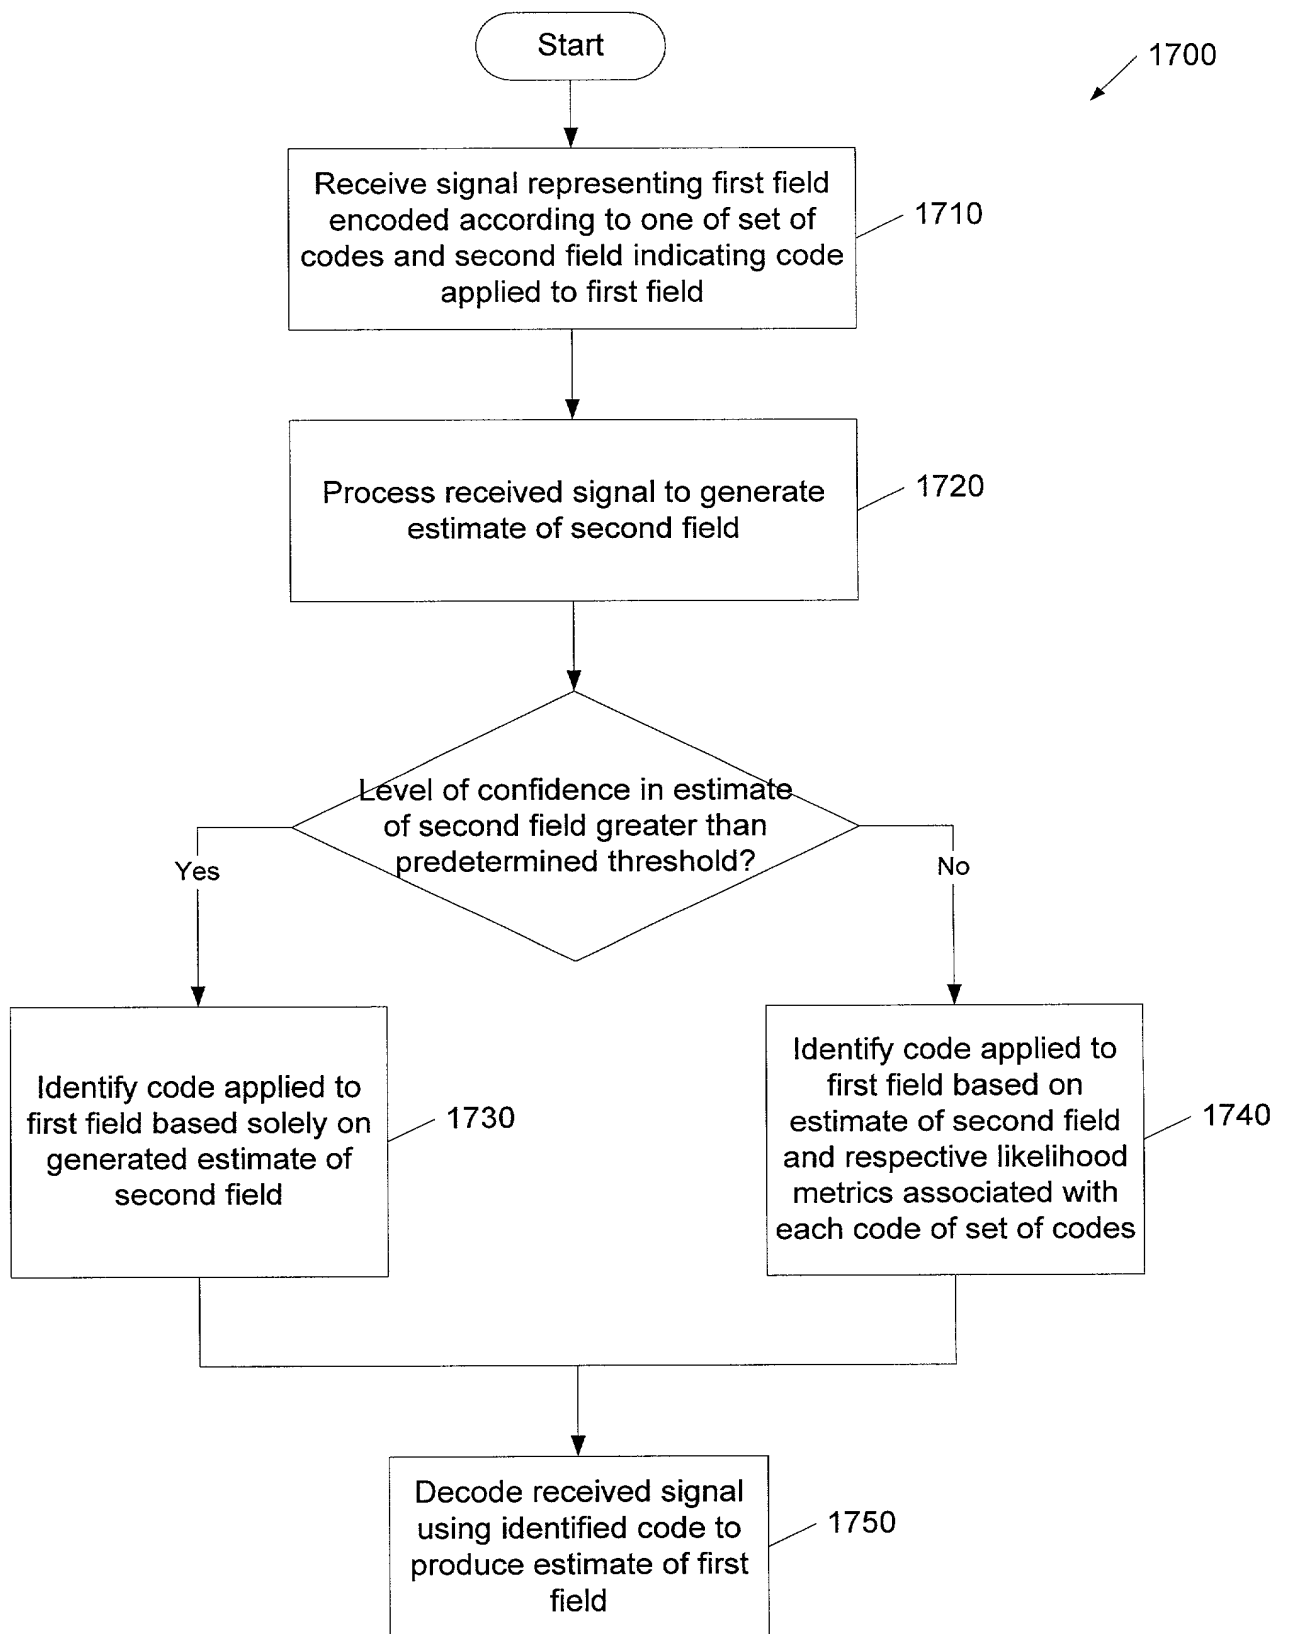 Start
1700
Receive signal representing first field
encoded according to one of set of
codes and second field indicating code
applied to first field
1710
Process received signal to generate
estimate of second field
1720
Level of confidence in estimate
of second field greater than
predetermined threshold?
Yes
No
Identify code applied to
first field based solely on
generated estimate of
second field
1730
Identify code applied to
first field based on
estimate of second field
and respective likelihood
metrics associated with
each code of set of codes
1740
Decode received signal
using identified code to
produce estimate of first
field
1750